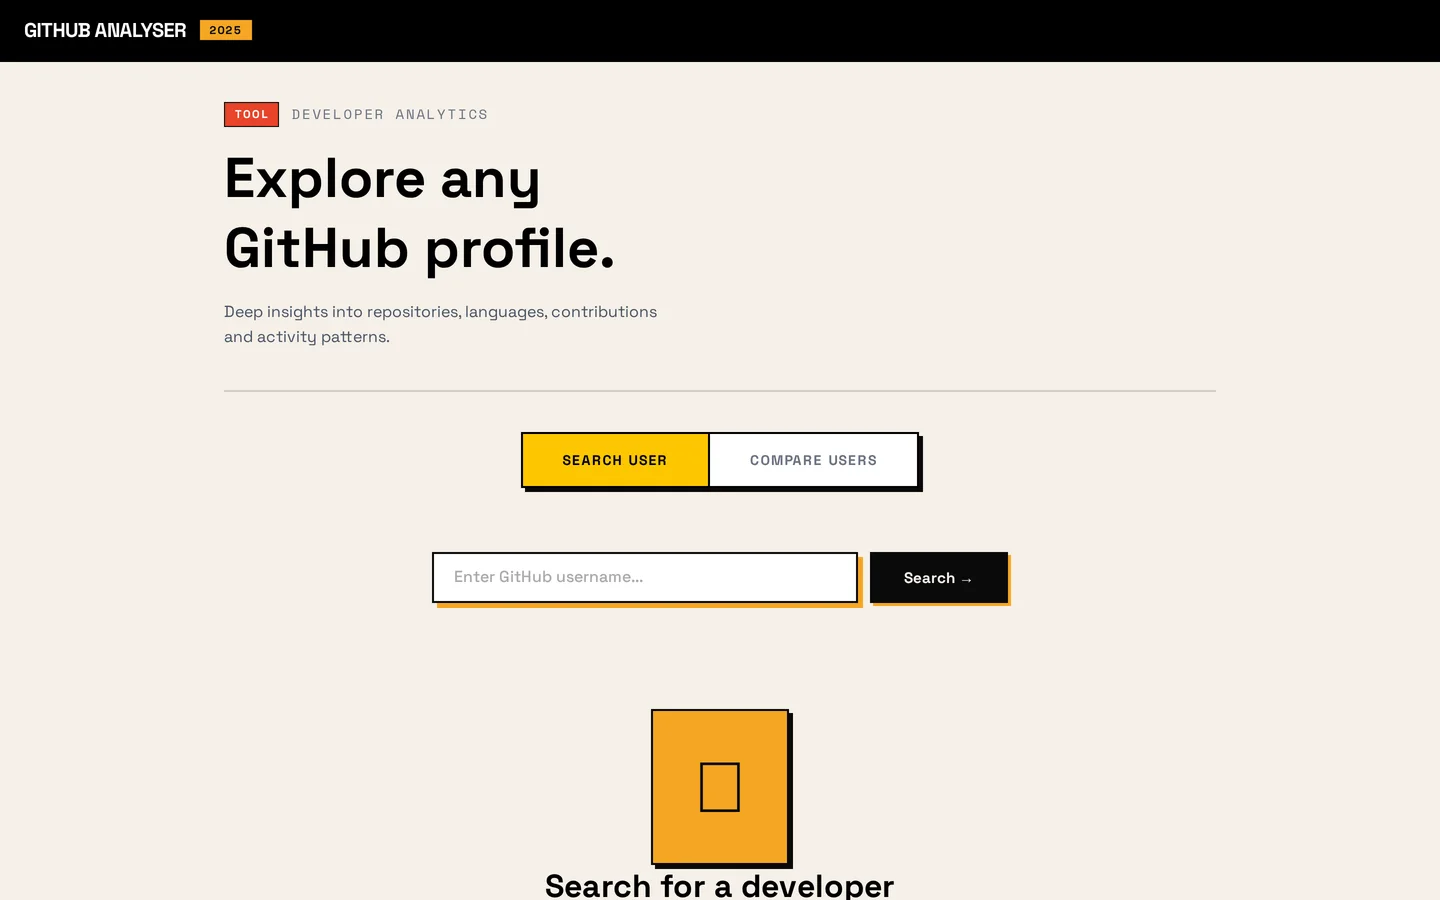 GITHUB ANALYSER 2025
TOOL DEVELOPER ANALYTICS
Explore any
GitHub profile.
Deep insights into repositories, languages, contributions
and activity patterns.
SEARCH USER COMPARE USERS
Enter GitHub username...
Search →
Search for a developer